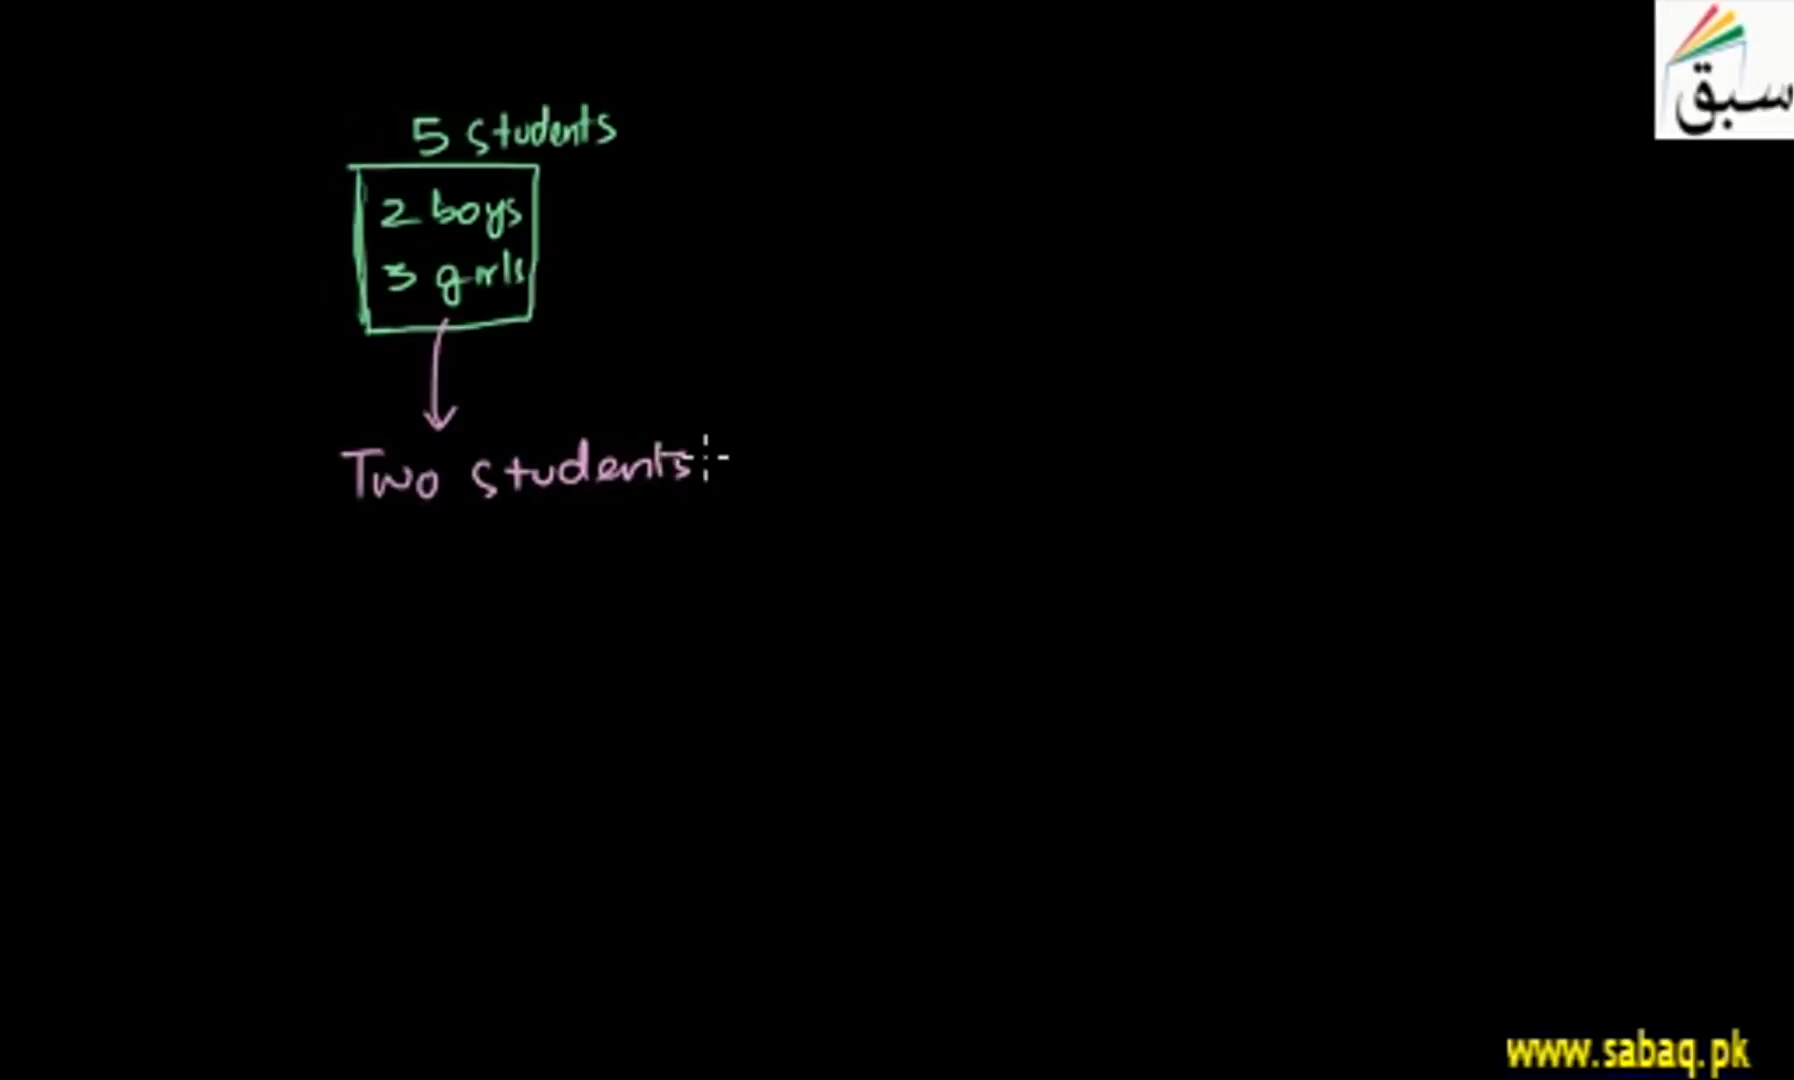 سبق
5 students
2 boys
3 girls
Two students
www.sabaq.pk